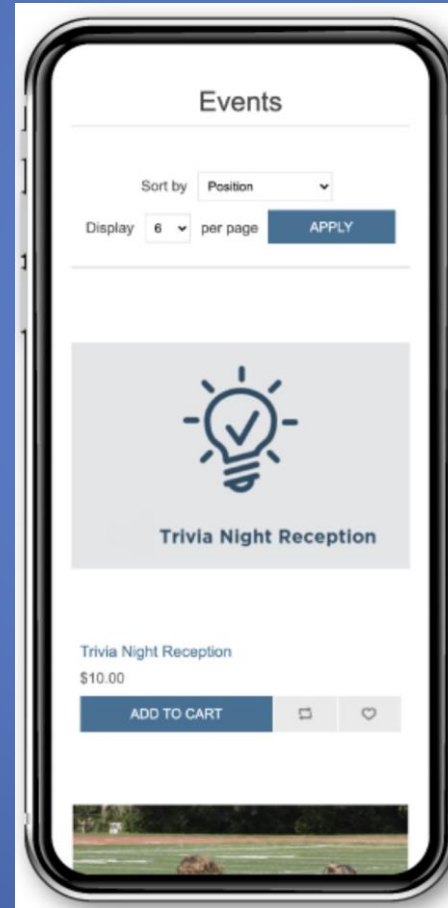 Events
Sort by Position
Display 6 per page APPLY
Trivia Night Reception
Trivia Night Reception
$10.00
ADD TO CART